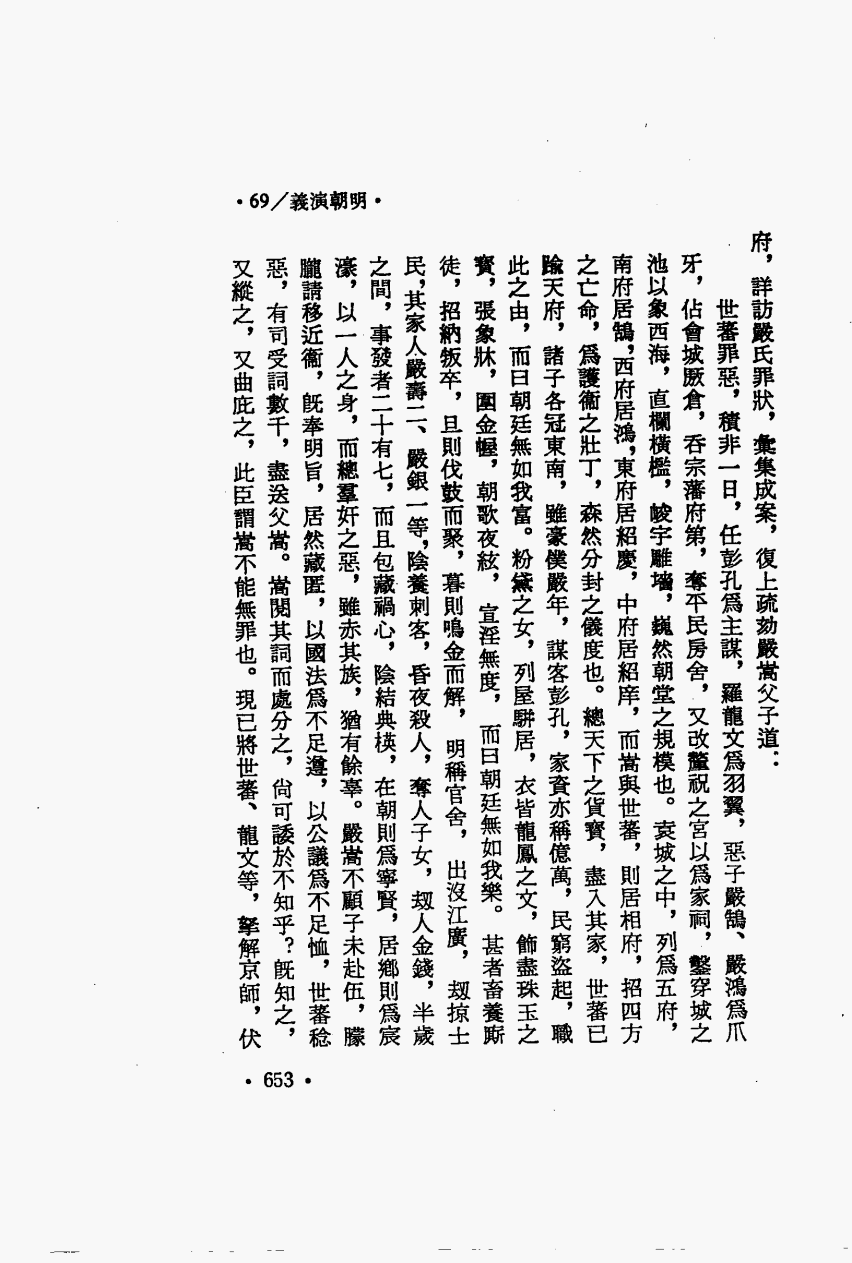 •69／義演朝明•
府，詳訪嚴氏罪狀，彙集成案，復上疏劾嚴嵩父子道：
世蕃罪惡，積非一日，任彭孔爲主謀，羅龍文爲羽翼，惡子嚴鵠、嚴鴻爲爪
牙，佔會城厫倉，吞宗藩府第，奪平民房舍，又改釐祝之宮以爲家祠，鑿穿城之
池以象西海，直欄橫檻，峻宇雕墻，巍然朝堂之規模也。袁城之中，列爲五府，
南府居鵠，西府居鴻，東府居紹慶，中府居紹庠，而嵩與世蕃，則居相府，招四方
之亡命，爲護衞之壯丁，森然分封之儀度也。總天下之貨寶，盡入其家，世蕃已
踰天府，諸子各冠東南，雖豪僕嚴年，謀客彭孔，家資亦稱億萬，民窮盜起，職
此之由，而曰朝廷無如我富。粉黛之女，列屋駢居，衣皆龍鳳之文，飾盡珠玉之
寶，張象牀，圍金幄，朝歌夜絃，宣淫無度，而曰朝廷無如我樂。甚者畜養厮
徒，招納叛卒，旦則伐鼓而聚，暮則鳴金而解，明稱官舍，出沒江廣，刼掠士
民，其家人嚴壽二、嚴銀一等，陰養刺客，昏夜殺人，奪人子女，刼人金錢，半歲
之間，事發者二十有七，而且包藏禍心，陰結典楧，在朝則爲寧賢，居鄉則爲宸
濠，以一人之身，而總羣奸之惡，雖赤其族，猶有餘辜。嚴嵩不顧子未赴伍，朦
朧請移近衞，旣奉明旨，居然藏匿，以國法爲不足遵，以公議爲不足恤，世蕃稔
惡，有司受詞數千，盡送父嵩。嵩閱其詞而處分之，尙可諉於不知乎？旣知之，
又縱之，又曲庇之，此臣謂嵩不能無罪也。現已將世蕃、龍文等，拏解京師，伏
•653•